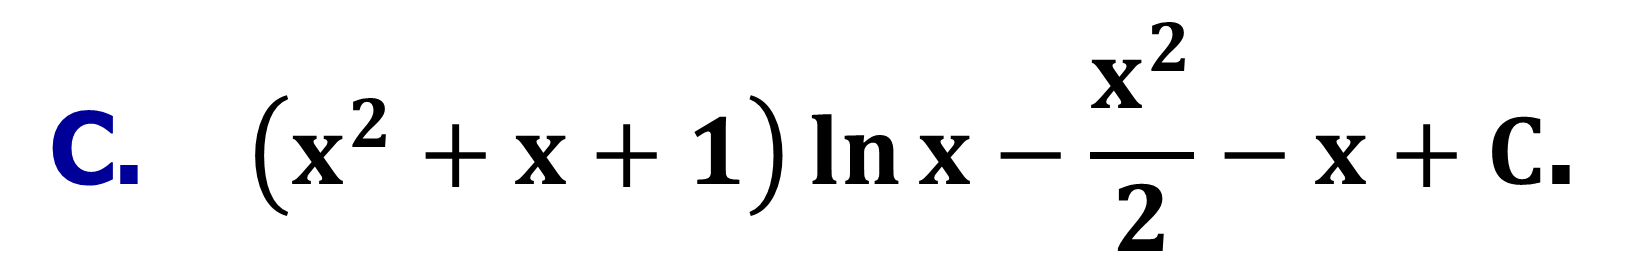 C. (x² + x + 1) ln x − x²/2 − x + C.